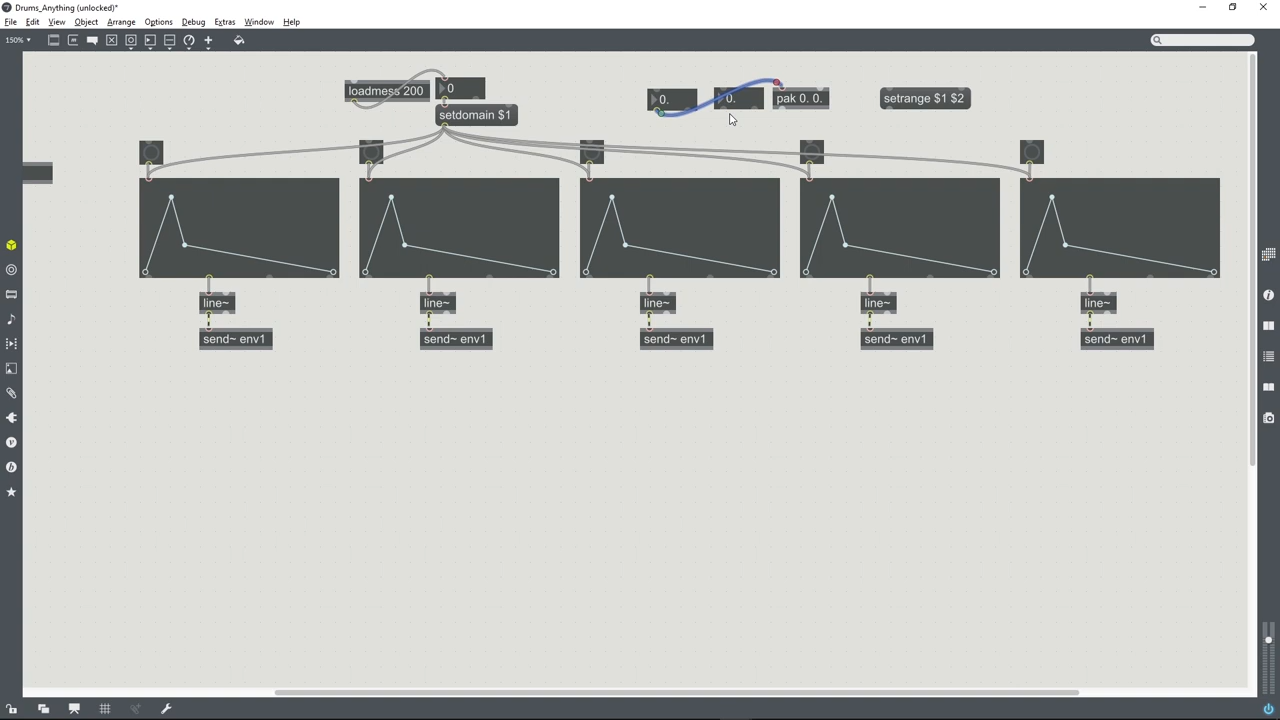 Drums_Anything (unlocked)*
File Edit View Object Arrange Options Debug Extras Window Help
150%
loadmess 200
0
setdomain $1
0.
0.
pak 0. 0.
setrange $1 $2
line~ line~ line~ line~ line~
send~ env1 send~ env1 send~ env1 send~ env1 send~ env1